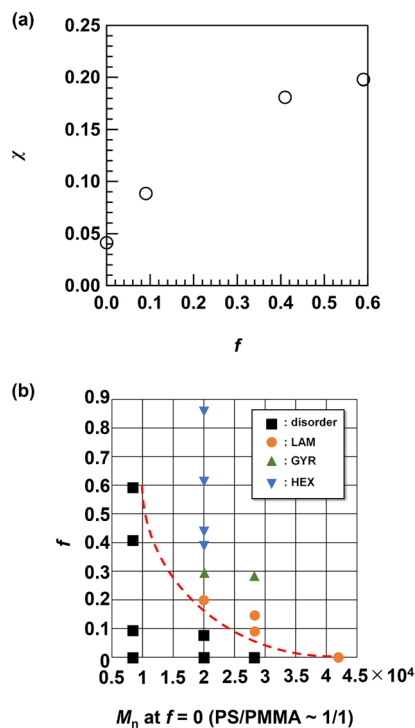 (a)
0.25
0.20
0.15
χ
0.10
0.05
0.00
0.0 0.1 0.2 0.3 0.4 0.5 0.6
f
(b)
0.9
0.8
0.7
0.6
0.5
f
0.4
0.3
0.2
0.1
0
: disorder
: LAM
: GYR
: HEX
0.5 1 1.5 2 2.5 3 3.5 4 4.5 ×10⁴
Mn at f = 0 (PS/PMMA ~ 1/1)